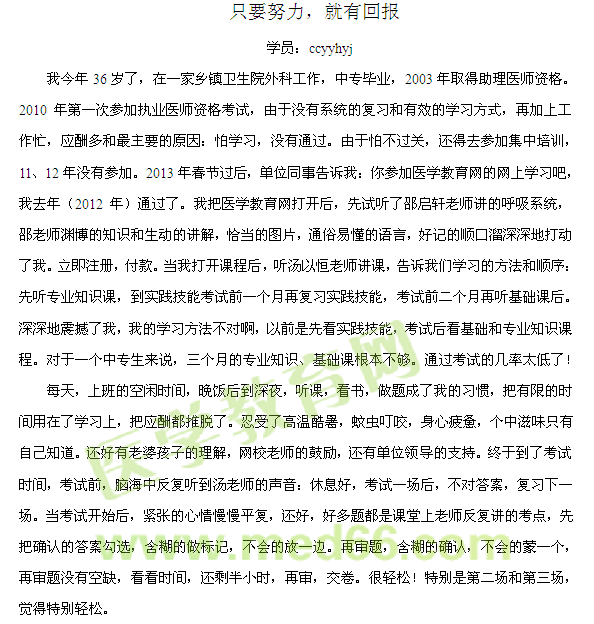 只要努力，就有回报
学员：ccyyhyj
我今年 36 岁了，在一家乡镇卫生院外科工作，中专毕业，2003 年取得助理医师资格。
2010 年第一次参加执业医师资格考试，由于没有系统的复习和有效的学习方式，再加上工
作忙，应酬多和最主要的原因：怕学习，没有通过。由于怕不过关，还得去参加集中培训，
11、12 年没有参加。2013 年春节过后，单位同事告诉我：你参加医学教育网的网上学习吧，
我去年（2012 年）通过了。我把医学教育网打开后，先试听了邵启轩老师讲的呼吸系统，
邵老师渊博的知识和生动的讲解，恰当的图片，通俗易懂的语言，好记的顺口溜深深地打动
了我。立即注册，付款。当我打开课程后，听汤以恒老师讲课，告诉我们学习的方法和顺序：
先听专业知识课，到实践技能考试前一个月再复习实践技能，考试前二个月再听基础课后。
深深地震撼了我，我的学习方法不对啊，以前是先看实践技能，考试后看基础和专业知识课
程。对于一个中专生来说，三个月的专业知识、基础课根本不够。通过考试的几率太低了！
每天，上班的空闲时间，晚饭后到深夜，听课，看书，做题成了我的习惯，把有限的时
间用在了学习上，把应酬都推脱了。忍受了高温酷暑，蚊虫叮咬，身心疲惫，个中滋味只有
自己知道。还好有老婆孩子的理解，网校老师的鼓励，还有单位领导的支持。终于到了考试
时间，考试前，脑海中反复听到汤老师的声音：休息好，考试一场后，不对答案，复习下一
场。当考试开始后，紧张的心情慢慢平复，还好，好多题都是课堂上老师反复讲的考点，先
把确认的答案勾选，含糊的做标记，不会的放一边。再审题，含糊的确认，不会的蒙一个，
再审题没有空缺，看看时间，还剩半小时，再审，交卷。很轻松！特别是第二场和第三场，
觉得特别轻松。
医学教育网
www.med66.com